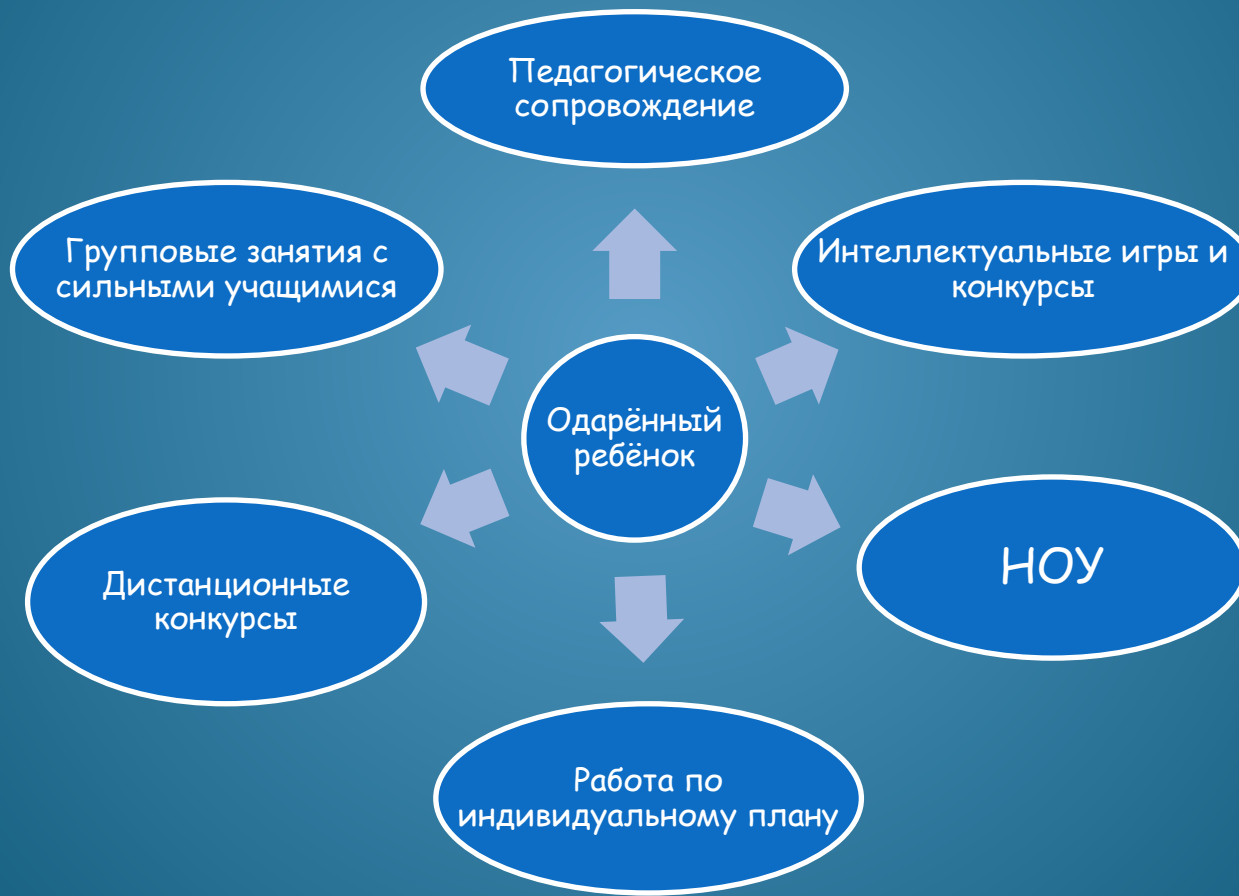 Педагогическое
сопровождение
Групповые занятия с
сильными учащимися
Интеллектуальные игры и
конкурсы
Одарённый
ребёнок
Дистанционные
конкурсы
НОУ
Работа по
индивидуальному плану